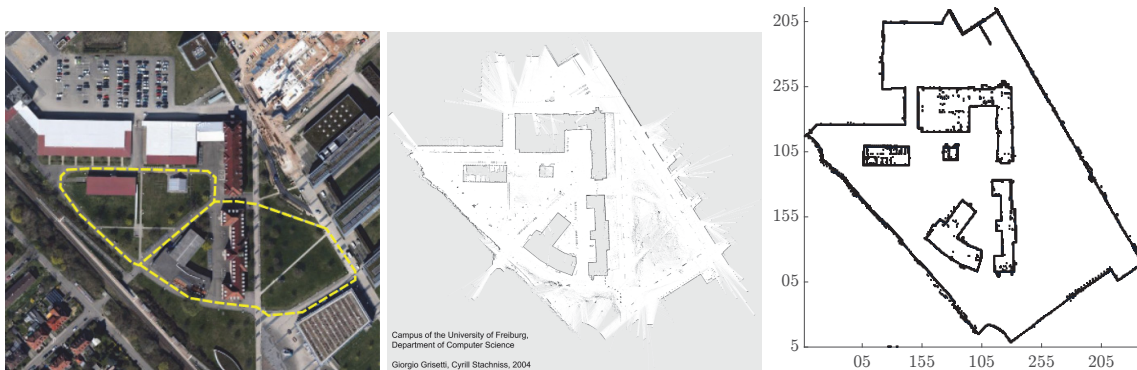 Campus of the University of Freiburg,
Department of Computer Science
Giorgio Grisetti, Cyrill Stachniss, 2004
205
255
105
155
05
5
05 155 105 255 205